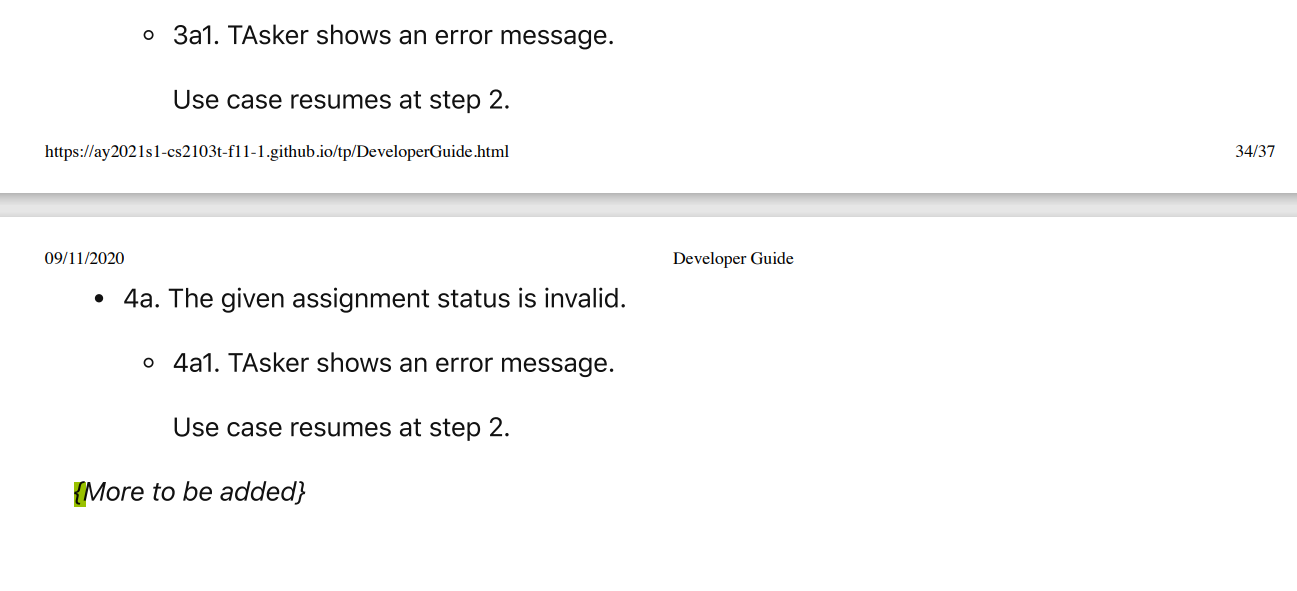 3a1. TAsker shows an error message.
Use case resumes at step 2.
https://ay2021s1-cs2103t-f11-1.github.io/tp/DeveloperGuide.html 34/37
09/11/2020 Developer Guide
4a. The given assignment status is invalid.
4a1. TAsker shows an error message.
Use case resumes at step 2.
{More to be added}